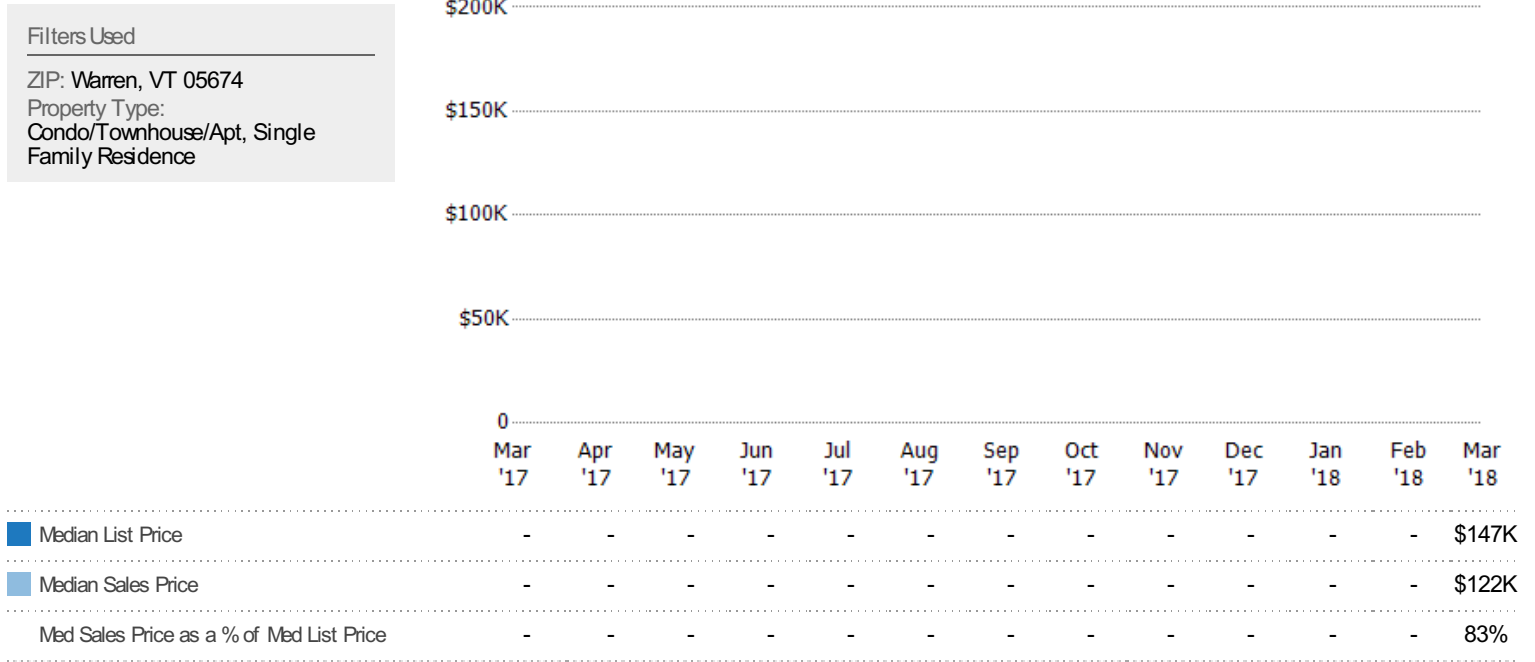 $200K
Filters Used
ZIP: Warren, VT 05674
Property Type:
Condo/Townhouse/Apt, Single
Family Residence
$150K
$100K
$50K
0
Mar Apr May Jun Jul Aug Sep Oct Nov Dec Jan Feb Mar
'17 '17 '17 '17 '17 '17 '17 '17 '17 '17 '18 '18 '18
Median List Price - - - - - - - - - - - - $147K
Median Sales Price - - - - - - - - - - - - $122K
Med Sales Price as a % of Med List Price - - - - - - - - - - - - 83%